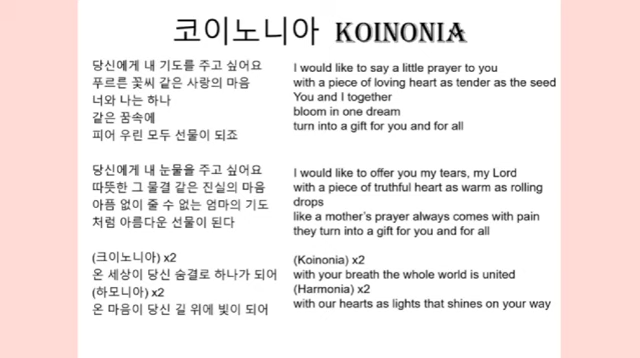 코이노니아 KOINONIA
당신에게 내 기도를 주고 싶어요
푸르른 꽃씨 같은 사랑의 마음
너와 나는 하나
같은 꿈속에
피어 우린 모두 선물이 되죠
I would like to say a little prayer to you
with a piece of loving heart as tender as the seed
You and I together
bloom in one dream
turn into a gift for you and for all
당신에게 내 눈물을 주고 싶어요
따뜻한 그 물결 같은 진실의 마음
아픔 없이 줄 수 없는 엄마의 기도
처럼 아름다운 선물이 된다
I would like to offer you my tears, my Lord
with a piece of truthful heart as warm as rolling
drops
like a mother's prayer always comes with pain
they turn into a gift for you and for all
(크이노니아) x2
온 세상이 당신 숨결로 하나가 되어
(하모니아) x2
온 마음이 당신 길 위에 빛이 되어
(Koinonia) x2
with your breath the whole world is united
(Harmonia) x2
with our hearts as lights that shines on your way